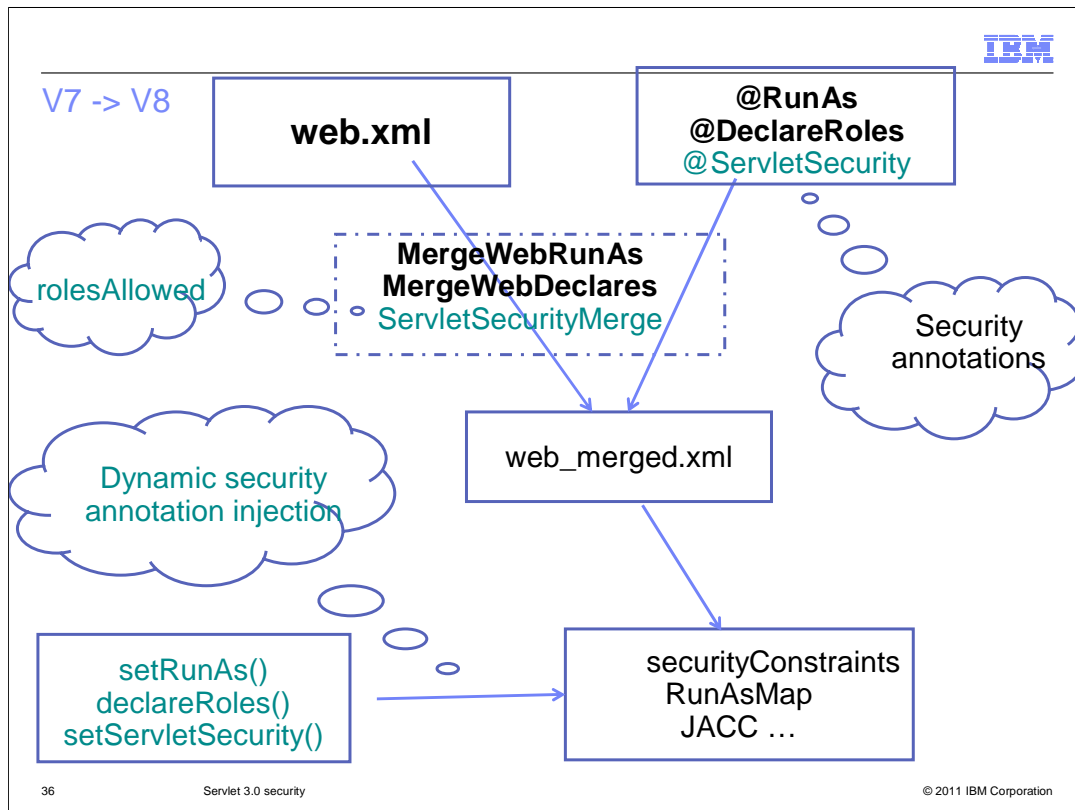 IBM
V7 -> V8
web.xml
@RunAs
@DeclareRoles
@ServletSecurity
rolesAllowed
MergeWebRunAs
MergeWebDeclares
ServletSecurityMerge
Security
annotations
web_merged.xml
Dynamic security
annotation injection
setRunAs()
declareRoles()
setServletSecurity()
securityConstraints
RunAsMap
JACC …
36
Servlet 3.0 security
© 2011 IBM Corporation